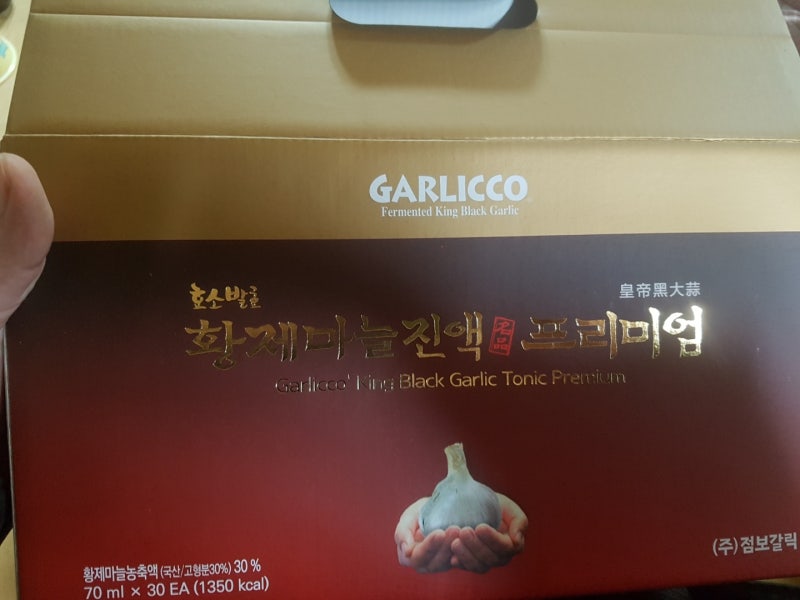 GARLICCO
Fermented King Black Garlic
효소발효
皇帝黑大蒜
황제마늘진액 名品 프리미엄
Garlicco' King Black Garlic Tonic Premium
황제마늘농축액 (국산/고형분30%) 30 %
70 ml × 30 EA (1350 kcal)
(주)점보갈릭